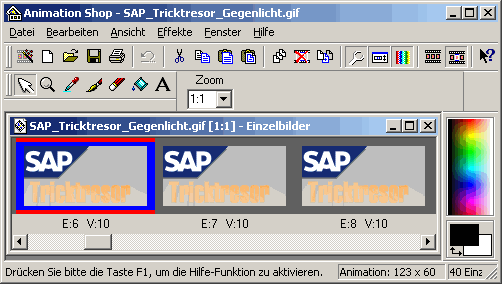 Animation Shop - SAP_Tricktresor_Gegenlicht.gif
Datei Bearbeiten Ansicht Effekte Fenster Hilfe
A Zoom
1:1
SAP_Tricktresor_Gegenlicht.gif [1:1] - Einzelbilder
SAP SAP SAP
Tricktresor Tricktresor Tricktresor
E:6 V:10 E:7 V:10 E:8 V:10
Drücken Sie bitte die Taste F1, um die Hilfe-Funktion zu aktivieren. Animation: 123 x 60 40 Einz